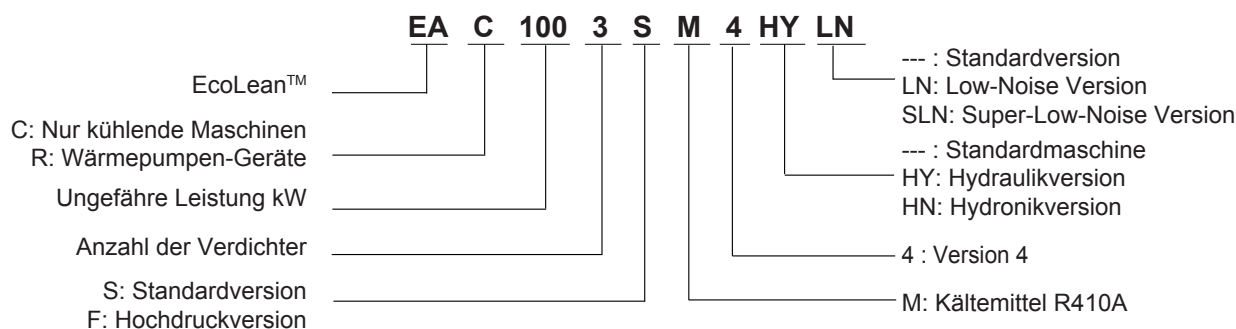 EA C 100 3 S M 4 HY LN
EcoLean™
C: Nur kühlende Maschinen
R: Wärmepumpen-Geräte
Ungefähre Leistung kW
Anzahl der Verdichter
S: Standardversion
F: Hochdruckversion
--- : Standardversion
LN: Low-Noise Version
SLN: Super-Low-Noise Version
--- : Standardmaschine
HY: Hydraulikversion
HN: Hydronikversion
4 : Version 4
M: Kältemittel R410A